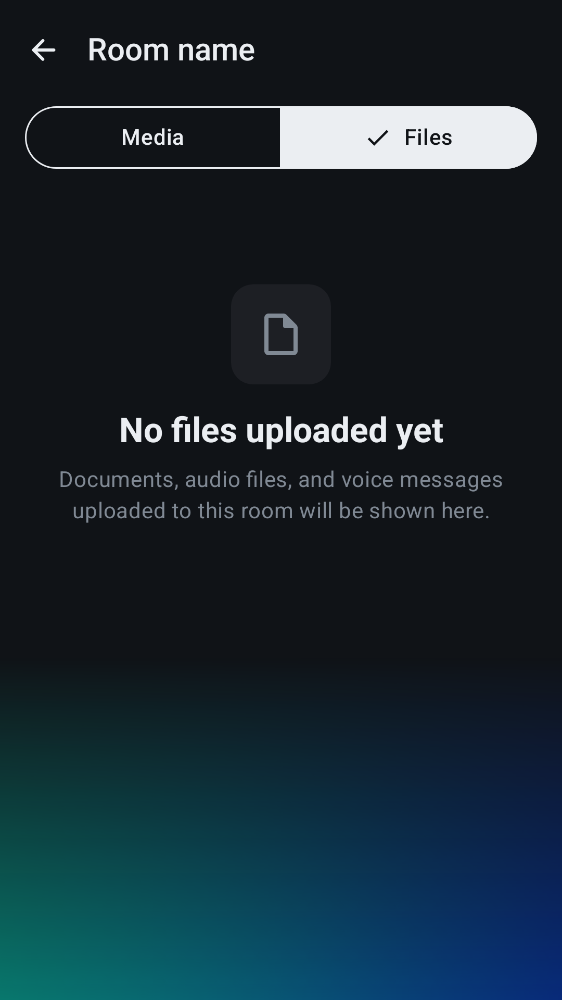 Room name
Media
Files
No files uploaded yet
Documents, audio files, and voice messages
uploaded to this room will be shown here.